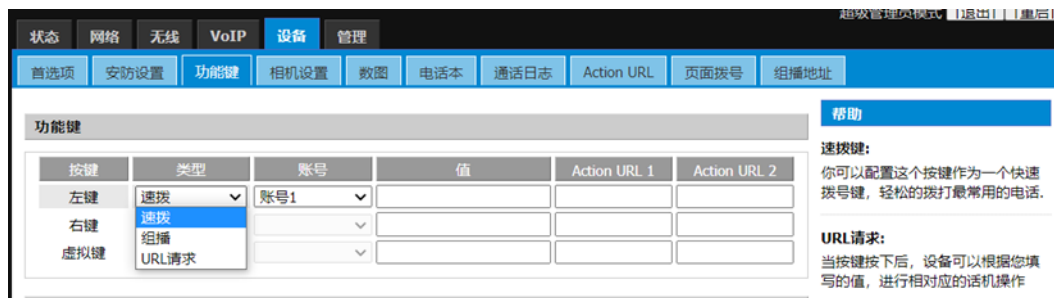 超级管理员模式 [退出] [重启]
状态 网络 无线 VoIP 设备 管理
首选项 安防设置 功能键 相机设置 数图 电话本 通话日志 Action URL 页面拨号 组播地址
功能键
按键 类型 账号 值 Action URL 1 Action URL 2
左键 速拨 账号1
速拨
右键
组播
虚拟键
URL请求
帮助
速拨键:
你可以配置这个按键作为一个快速
拨号键，轻松的拨打最常用的电话.
URL请求:
当按键按下后，设备可以根据您填
写的值，进行相对应的话机操作